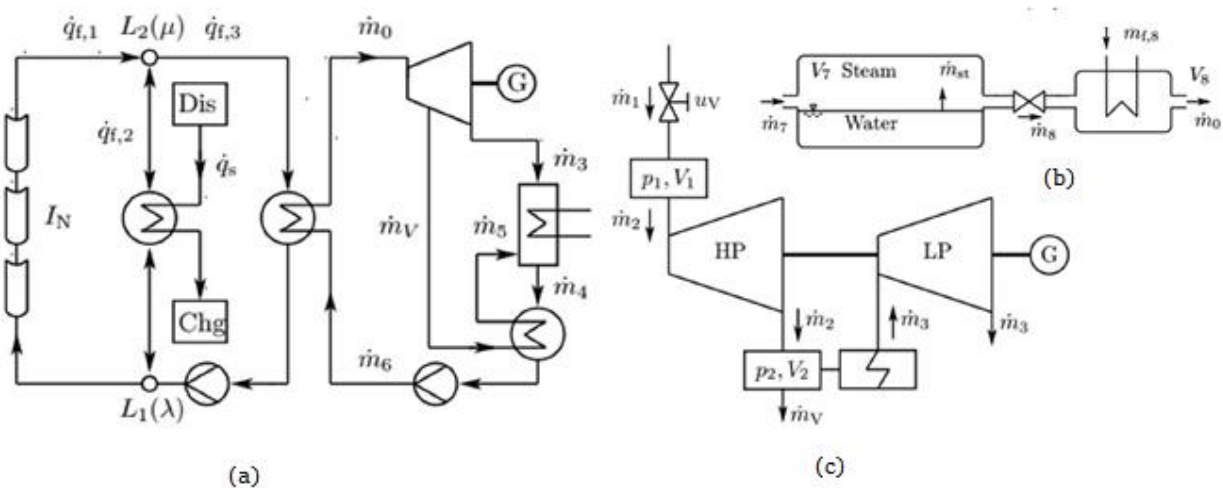 q̇f,1 L2(μ) q̇f,3 ṁ0
Dis
G
q̇f,2
q̇s
ṁ3
IN
ṁV
ṁ5
Chg
ṁ4
ṁ6
L1(λ)
(a)
V7 Steam ṁst
ṁf,8
V8
ṁ7
Water
ṁ8
ṁ0
(b)
ṁ1
uV
p1, V1
ṁ2
HP
LP
G
ṁ2
ṁ3
ṁ3
p2, V2
ṁV
(c)